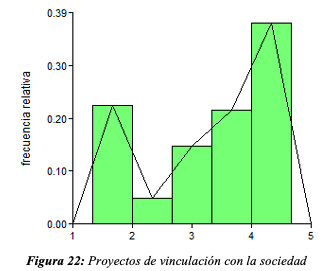 0.39
0.30
0.20
0.10
0.00
frecuencia relativa
1 2 3 4 5
Figura 22: Proyectos de vinculación con la sociedad